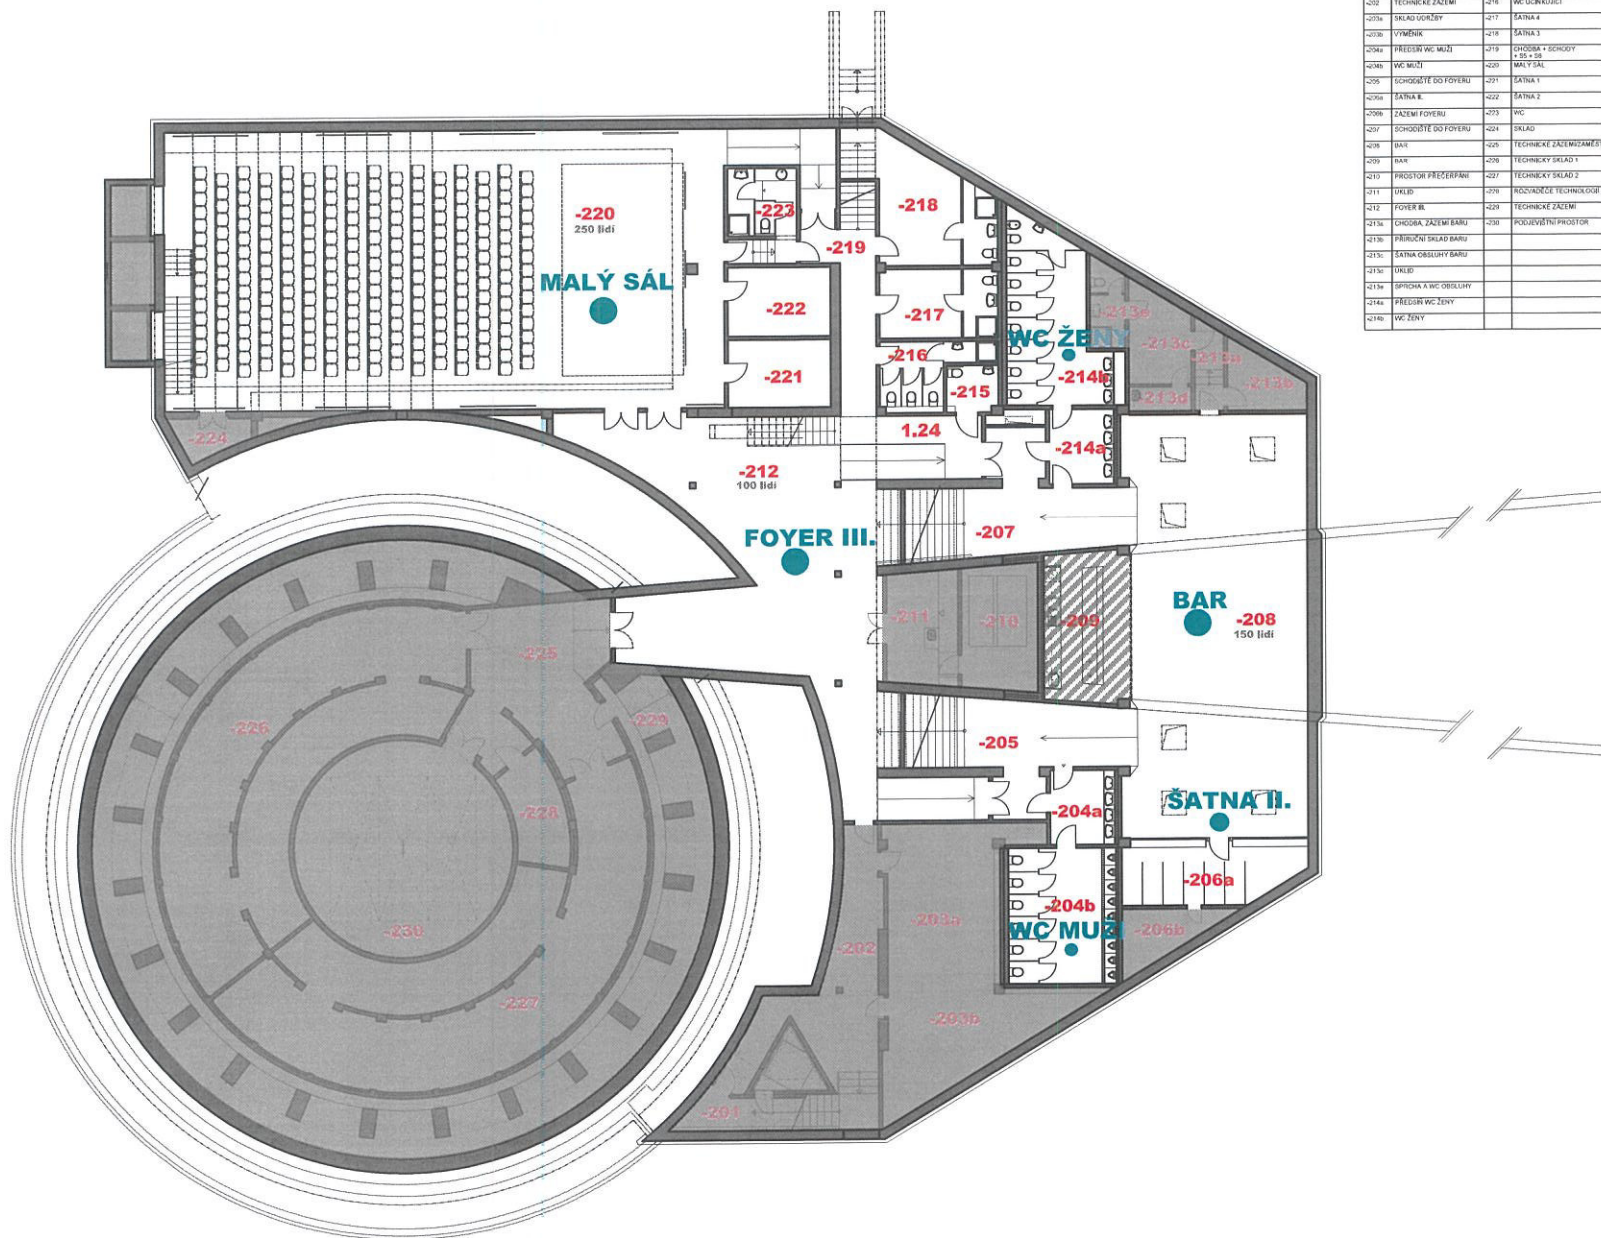 -202 TECHNICKÉ ZÁZEMÍ -216 WC ÚČINKUJÍCÍ
-203a SKLAD ÚDRŽBY -217 ŠATNA 4
-203b VÝMĚNÍK -218 ŠATNA 3
-204a PŘEDSÍŇ WC MUŽI -219 CHODBA + SCHODY
+ S5 + S6
-204b WC MUŽI -220 MALÝ SÁL
-205 SCHODIŠTĚ DO FOYERU -221 ŠATNA 1
-206a ŠATNA II. -222 ŠATNA 2
-206b ZÁZEMÍ FOYERU -223 WC
-207 SCHODIŠTĚ DO FOYERU -224 SKLAD
-208 BAR -225 TECHNICKÉ
-209 BAR -226 TECHNICKÝ SKLAD 1
-210 PROSTOR PŘEČERPÁNÍ -227 TECHNICKÝ SKLAD 2
-211 ÚKLID -228 ROZVADĚČE TECHNOLOGIÍ
-212 FOYER III. -229 TECHNICKÉ ZÁZEMÍ
-213a CHODBA, ZÁZEMÍ BARU -230 PODJEVIŠTNÍ PROSTOR
-213b PŘÍRUČNÍ SKLAD BARU
-213c ŠATNA OBSLUHY BARU
ÚKLID
-213e SPRCHA A WC OBSLUHY
-214a PŘEDSÍŇ WC ŽENY
-214b WC ŽENY
-220
250 lidí
MALÝ SÁL
-223
-219
-218
-222
-217
-221
-216
-215
WC ŽENY
-214b
-213e
-213c
-213a
-213b
-213d
-224
1.24
-214a
-212
100 lidí
-207
FOYER III.
-211
-210
-209
BAR
-208
150 lidí
-225
-226
-229
-205
-228
-204a
ŠATNA II.
-206a
-203a
-204b
WC MUŽI
-206b
-230
-202
-227
-203b
-201